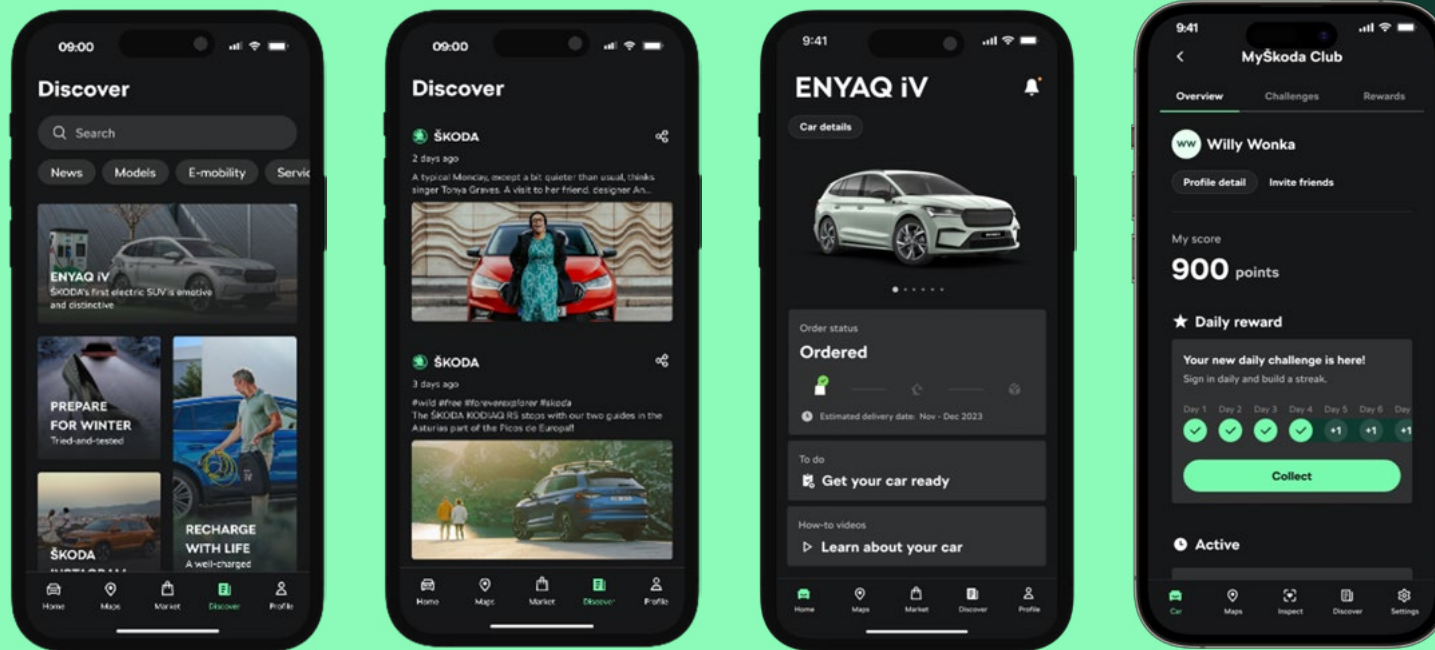 09:00
Discover
Search
News Models E-mobility Servic
ENYAQ iV
ŠKODA's first electric SUV is emotive
and distinctive
PREPARE
FOR WINTER
Tried-and-tested
RECHARGE
WITH LIFE
A well-charged
ŠKODA
INSTAGRAM
Home Maps Market Discover Profile
09:00
Discover
ŠKODA
2 days ago
A typical Monday, except a bit quieter than usual, thinks
singer Tonya Graves. A visit to her friend, designer An...
ŠKODA
3 days ago
#wild #free #forevenexplorer #skoda
The ŠKODA KODIAQ RS stops with our two guides in the
Asturias part of the Picos de Europa!!
Home Maps Market Discover Profile
9:41
ENYAQ iV
Car details
Order status
Ordered
Estimated delivery date: Nov - Dec 2023
To do
Get your car ready
How-to videos
Learn about your car
Home Maps Market Discover Profile
9:41
MyŠkoda Club
Overview Challenges Rewards
WW Willy Wonka
Profile detail Invite friends
My score
900 points
Daily reward
Your new daily challenge is here!
Sign in daily and build a streak.
Day 1 Day 2 Day 3 Day 4 Day 5 Day 6 Day
+1 +1 +1
Collect
Active
Car Maps Inspect Discover Settings